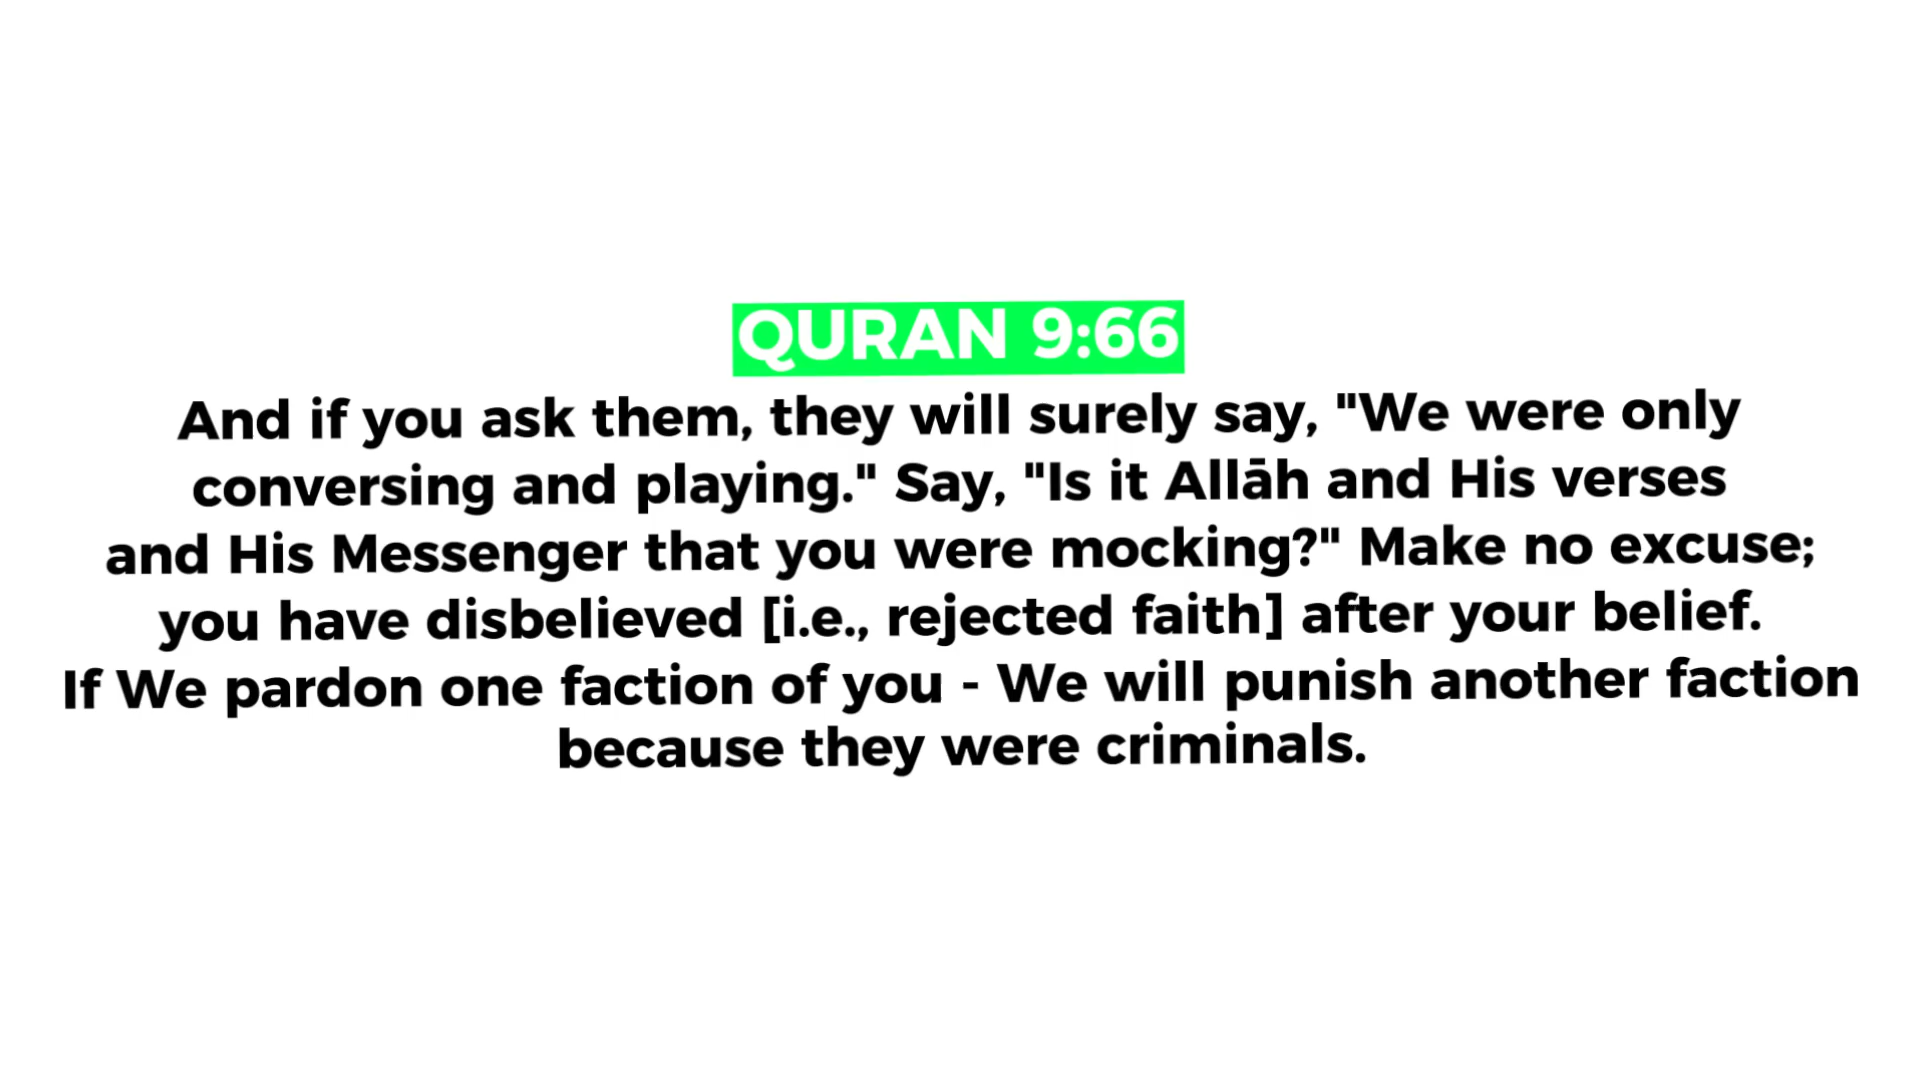 QURAN 9:66
And if you ask them, they will surely say, "We were only
conversing and playing." Say, "Is it Allāh and His verses
and His Messenger that you were mocking?" Make no excuse;
you have disbelieved [i.e., rejected faith] after your belief.
If We pardon one faction of you - We will punish another faction
because they were criminals.